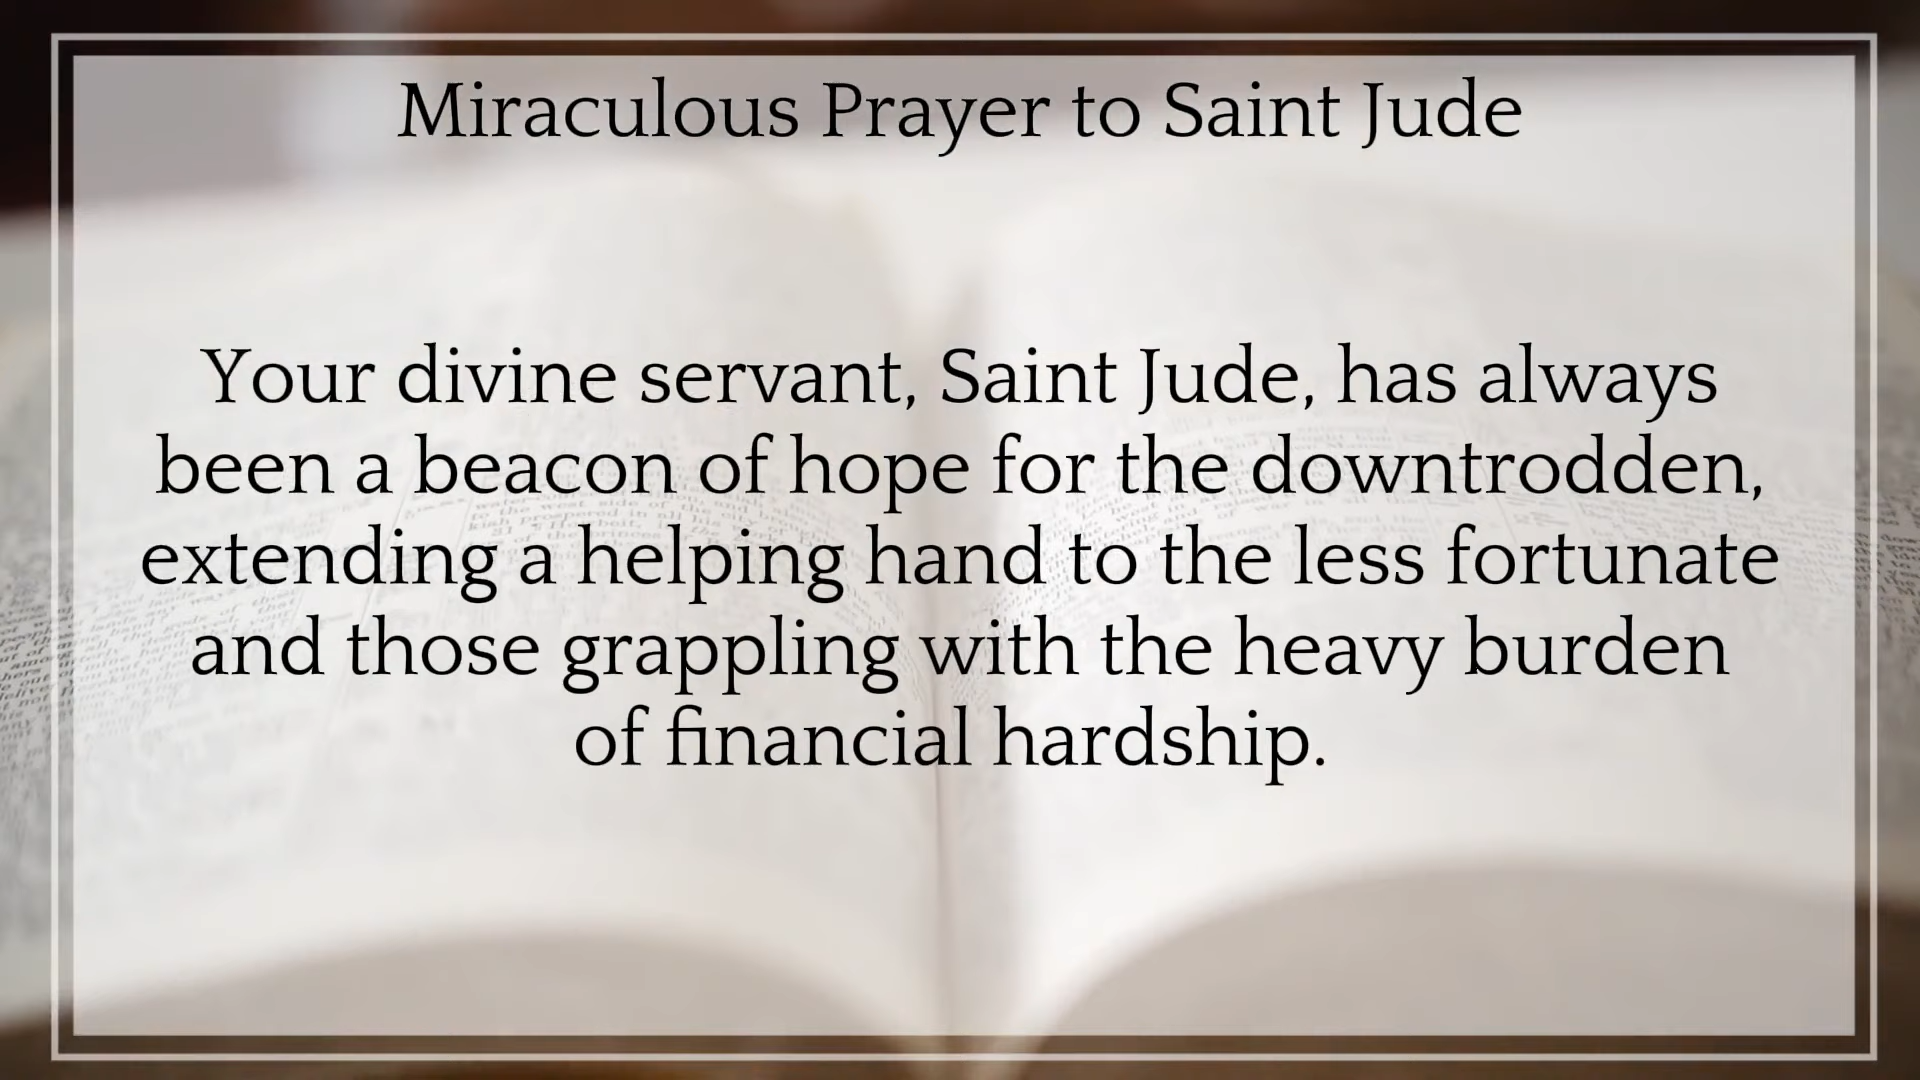 Miraculous Prayer to Saint Jude
Your divine servant, Saint Jude, has always
been a beacon of hope for the downtrodden,
extending a helping hand to the less fortunate
and those grappling with the heavy burden
of financial hardship.